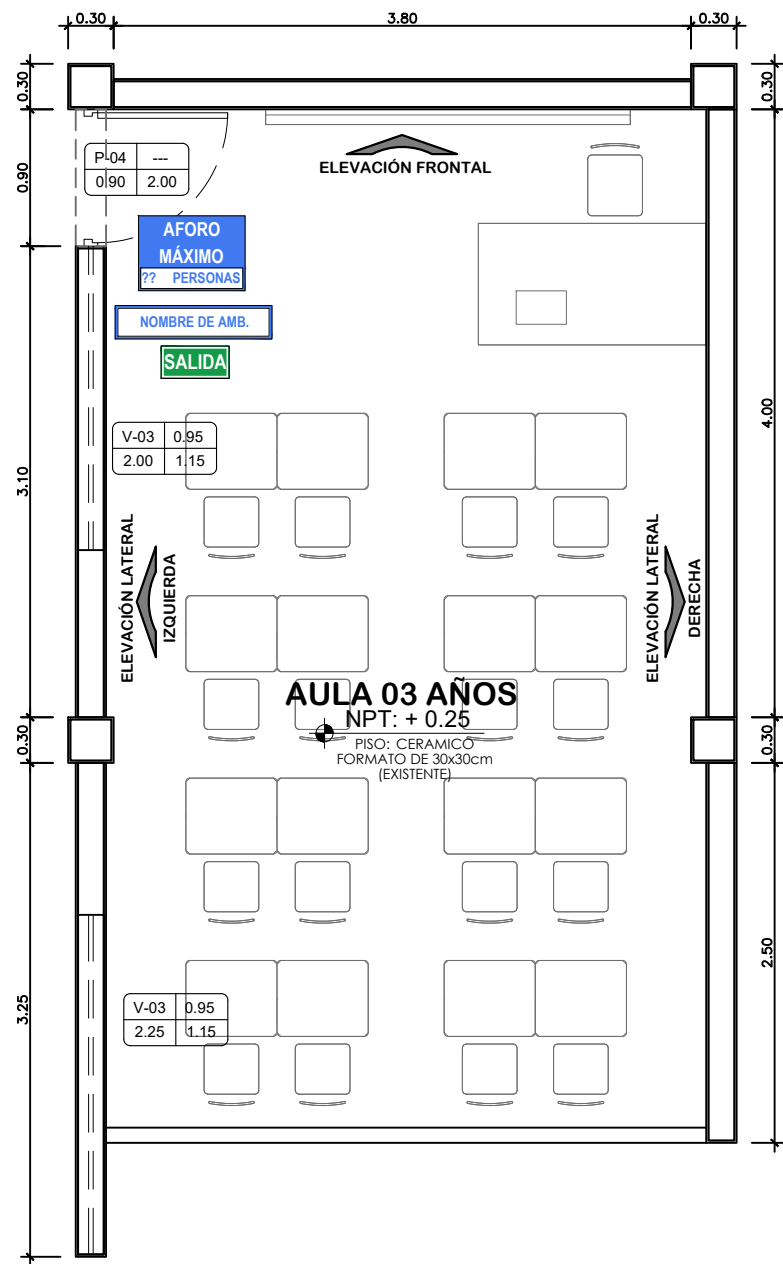 0.30 3.80 0.30
0.30
0.30
0.90
P-04 ---
0.90 2.00
ELEVACIÓN FRONTAL
AFORO
MÁXIMO
?? PERSONAS
NOMBRE DE AMB.
SALIDA
V-03 0.95
2.00 1.15
3.10
4.00
ELEVACIÓN LATERAL
IZQUIERDA
ELEVACIÓN LATERAL
DERECHA
AULA 03 AÑOS
NPT: + 0.25
PISO: CERAMICO
FORMATO DE 30x30cm
(EXISTENTE)
0.30
0.30
3.25
2.50
V-03 0.95
2.25 1.15